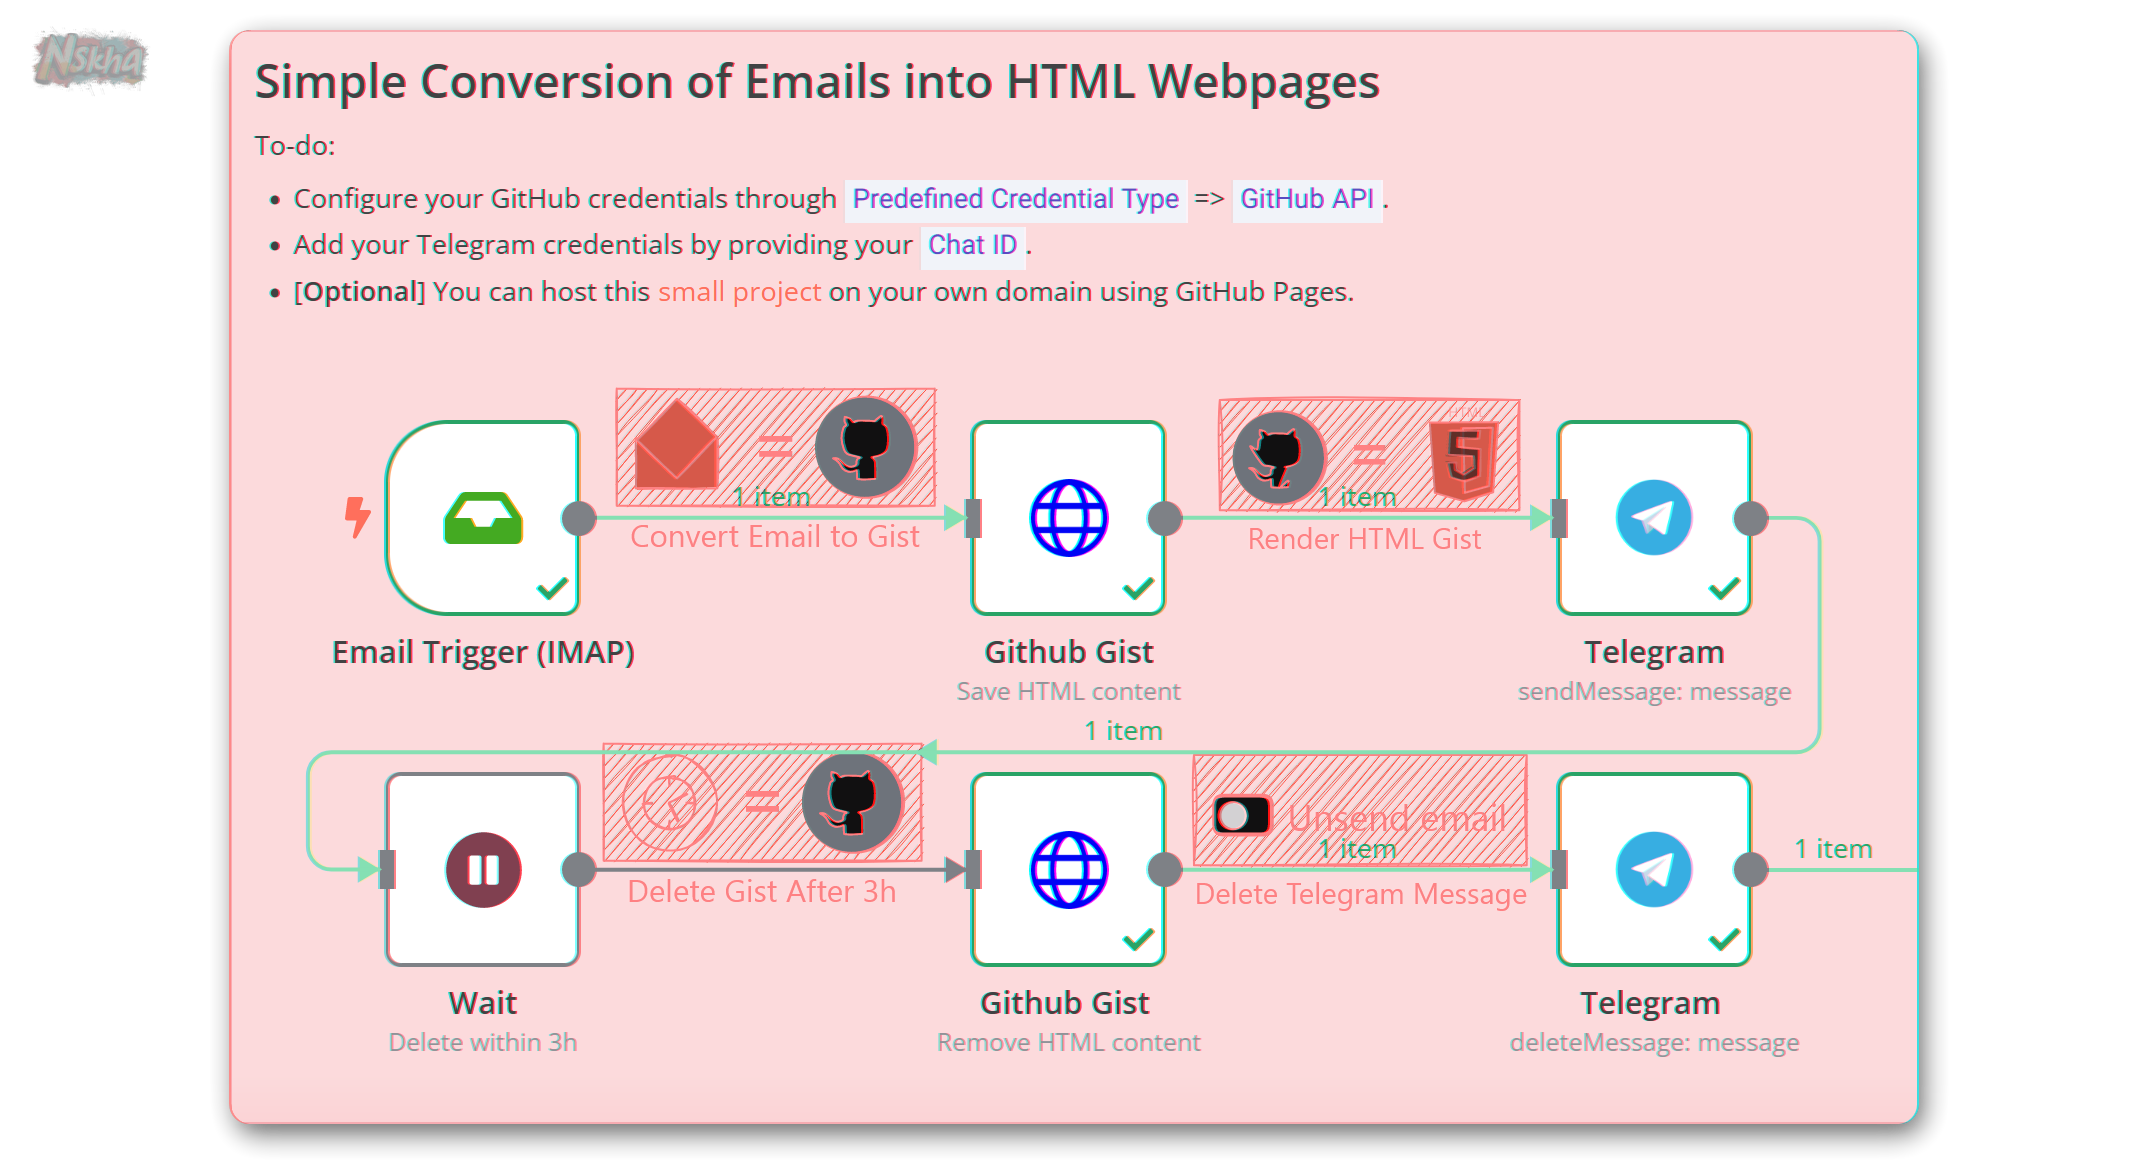 Nskha
Simple Conversion of Emails into HTML Webpages
To-do:
• Configure your GitHub credentials through Predefined Credential Type => GitHub API.
• Add your Telegram credentials by providing your Chat ID.
• [Optional] You can host this small project on your own domain using GitHub Pages.
HTML
5
1 item
1 item
Convert Email to Gist
Render HTML Gist
Email Trigger (IMAP)
Github Gist
Telegram
Save HTML content
sendMessage: message
1 item
Unsend email
1 item
1 item
Delete Gist After 3h
Delete Telegram Message
Wait
Github Gist
Telegram
Delete within 3h
Remove HTML content
deleteMessage: message